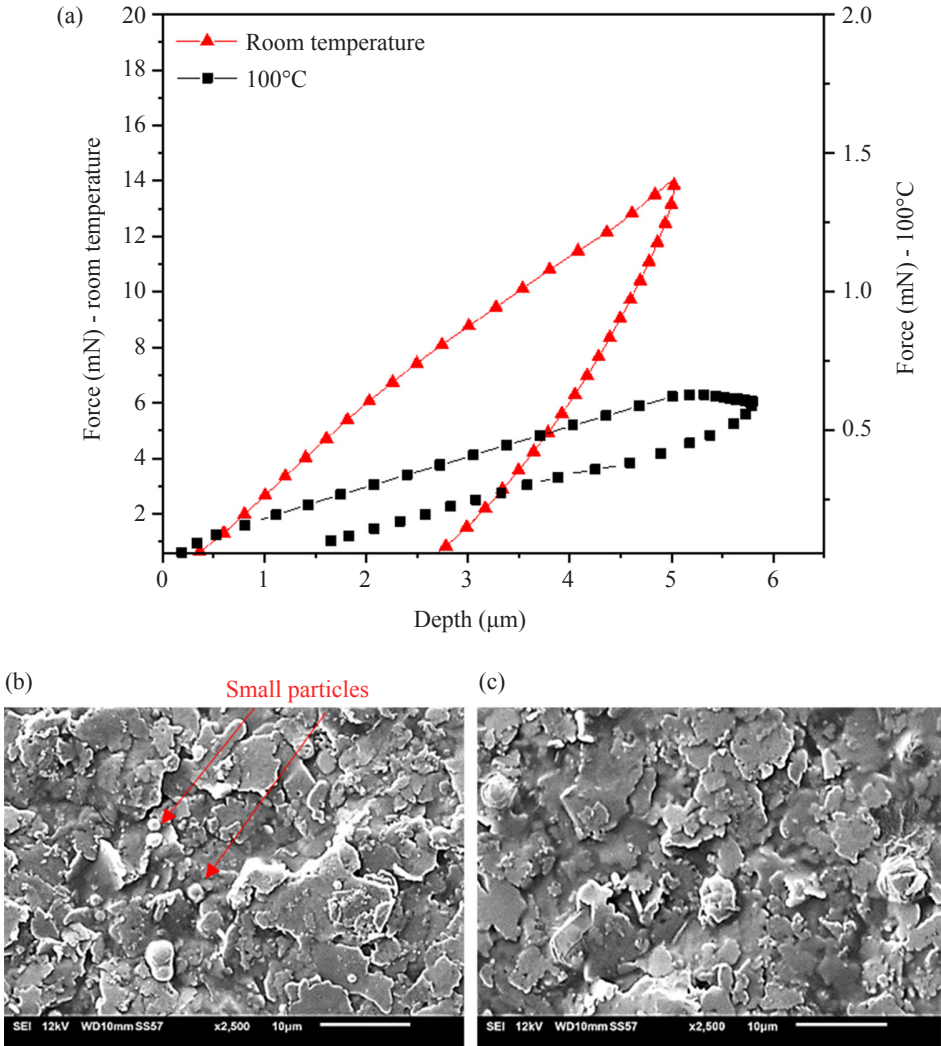 (a)
20
18
16
14
12
10
8
6
4
2
Force (mN) - room temperature
Room temperature
100°C
2.0
1.5
1.0
0.5
Force (mN) - 100°C
0 1 2 3 4 5 6
Depth (μm)
(b)
Small particles
(c)
SEI 12kV WD10mm SS57 x2,500 10μm
SEI 12kV WD10mm SS57 x2,500 10μm